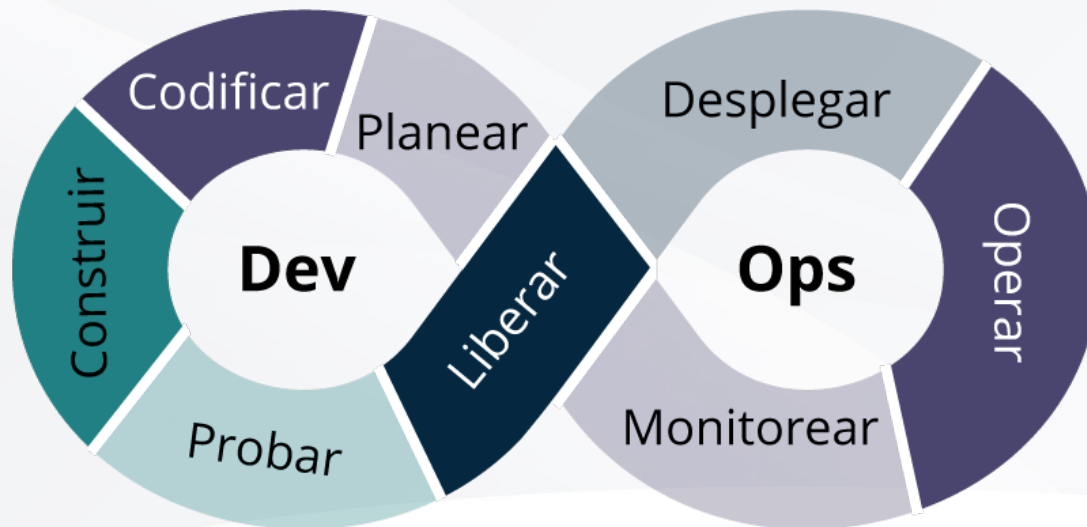 Codificar
Planear
Desplegar
Construir
Dev
Liberar
Ops
Operar
Probar
Monitorear